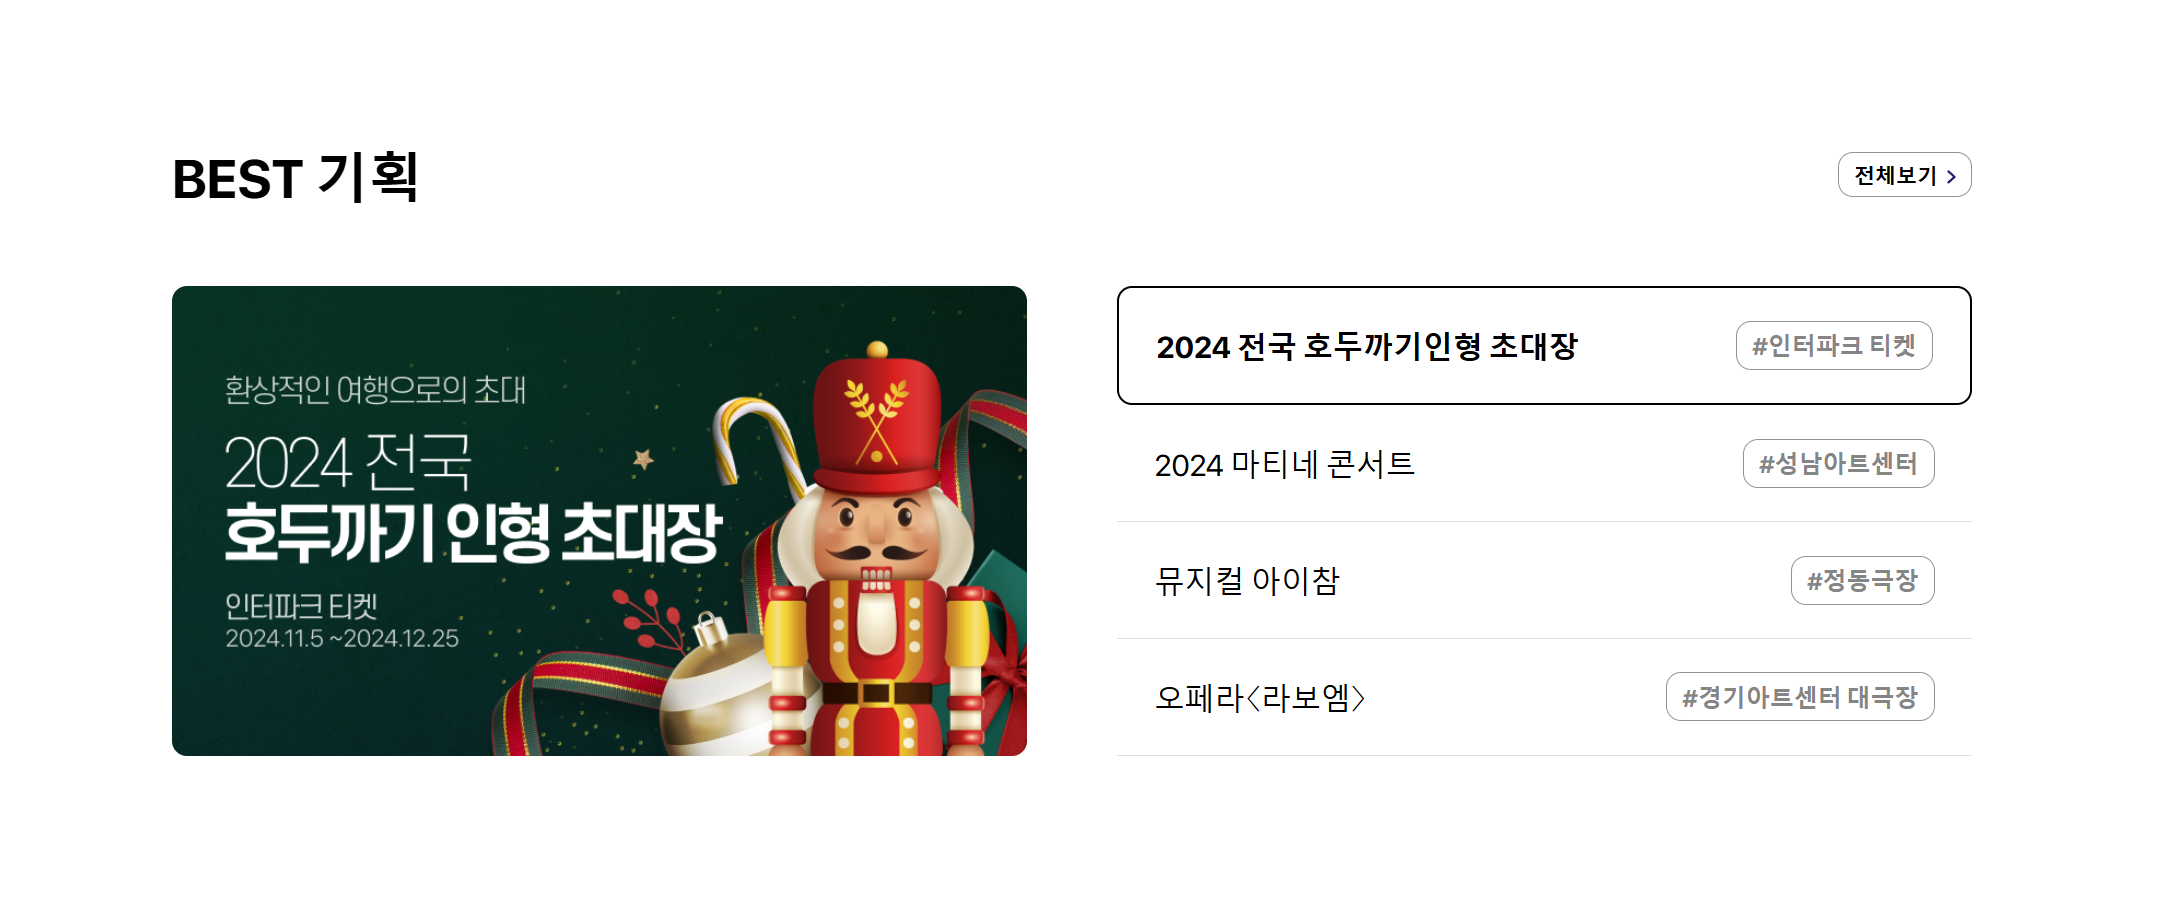 BEST 기획
전체보기 >
환상적인 여행으로의 초대
2024 전국
호두까기 인형 초대장
인터파크 티켓
2024.11.5 ~2024.12.25
2024 전국 호두까기인형 초대장 #인터파크 티켓
2024 마티네 콘서트 #성남아트센터
뮤지컬 아이참 #정동극장
오페라〈라보엠〉 #경기아트센터 대극장